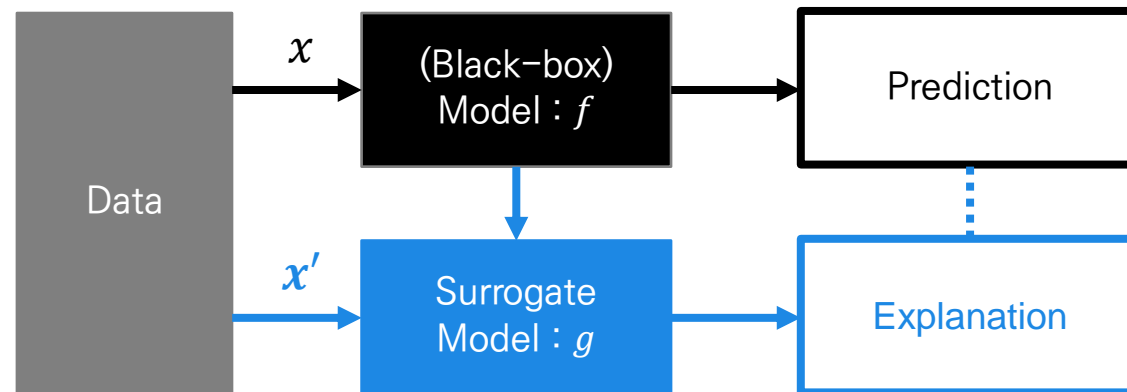 Data
x
(Black-box)
Model : f
Prediction
x′
Surrogate
Model : g
Explanation